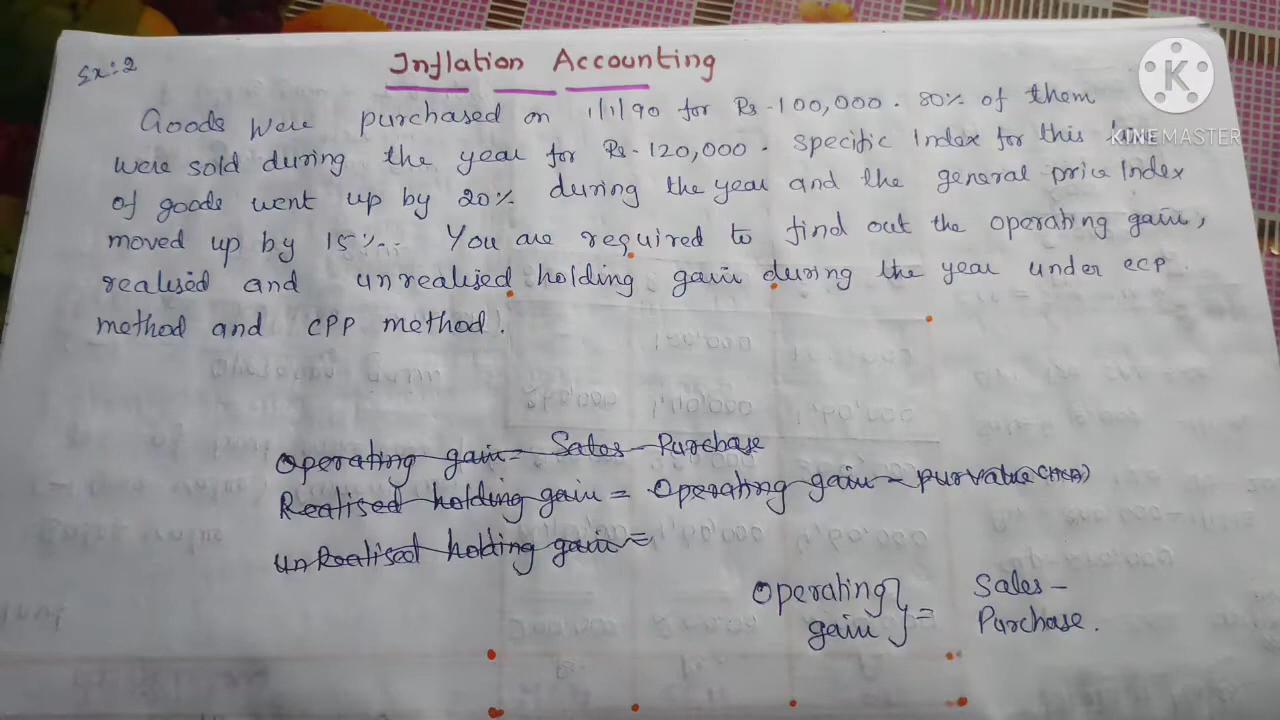 Ex:2
Inflation Accounting
Goods were purchased on 1/1/90 for Rs-100,000. 80% of them
were sold during the year for Rs-120,000. specific Index for this
of goods went up by 20% during the year and the general price Index
moved up by 15%.. You are required to find out the operating gain,
realised and unrealised holding gain during the year under ccp
method and CPP method.
Operating gain = Sales - Purchase
Realised holding gain = Operating gain -
UnRealised holding gain =
Operating
gain } = Sales -
Purchase.
K
KINEMASTER